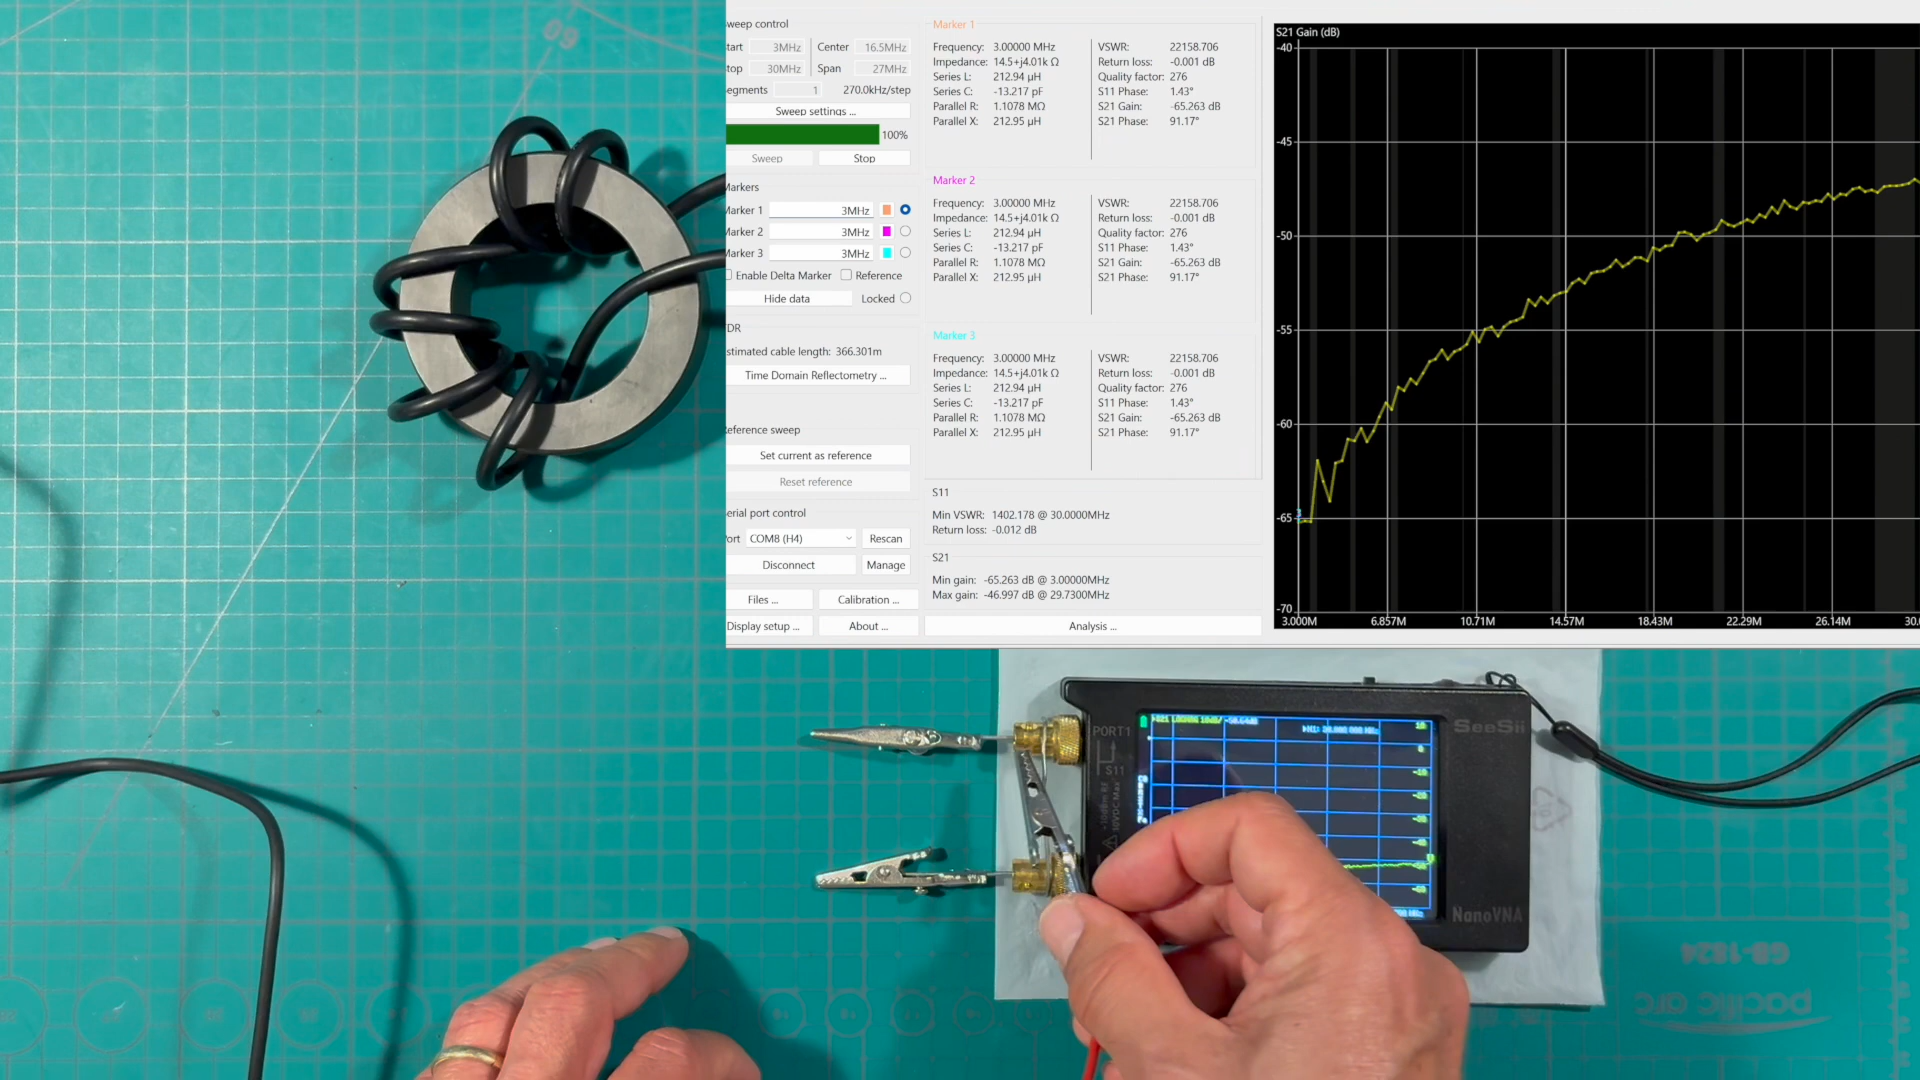 60
weep control
tart 3MHz Center 16.5MHz
top 30MHz Span 27MHz
egments 1 270.0kHz/step
Sweep settings ...
100%
Sweep Stop
Markers
Marker 1 3MHz
Marker 2 3MHz
Marker 3 3MHz
Enable Delta Marker Reference
Hide data Locked
DR
stimated cable length: 366.301m
Time Domain Reflectometry ...
eference sweep
Set current as reference
Reset reference
erial port control
ort COM8 (H4) Rescan
Disconnect Manage
Files ... Calibration ...
Display setup ... About ...
Marker 1
Frequency: 3.00000 MHz VSWR: 22158.706
Impedance: 14.5+j4.01k Ω Return loss: -0.001 dB
Series L: 212.94 µH Quality factor: 276
Series C: -13.217 pF S11 Phase: 1.43°
Parallel R: 1.1078 MΩ S21 Gain: -65.263 dB
Parallel X: 212.95 µH S21 Phase: 91.17°
Marker 2
Frequency: 3.00000 MHz VSWR: 22158.706
Impedance: 14.5+j4.01k Ω Return loss: -0.001 dB
Series L: 212.94 µH Quality factor: 276
Series C: -13.217 pF S11 Phase: 1.43°
Parallel R: 1.1078 MΩ S21 Gain: -65.263 dB
Parallel X: 212.95 µH S21 Phase: 91.17°
Marker 3
Frequency: 3.00000 MHz VSWR: 22158.706
Impedance: 14.5+j4.01k Ω Return loss: -0.001 dB
Series L: 212.94 µH Quality factor: 276
Series C: -13.217 pF S11 Phase: 1.43°
Parallel R: 1.1078 MΩ S21 Gain: -65.263 dB
Parallel X: 212.95 µH S21 Phase: 91.17°
S11
Min VSWR: 1402.178 @ 30.0000MHz
Return loss: -0.012 dB
S21
Min gain: -65.263 dB @ 3.00000MHz
Max gain: -46.997 dB @ 29.7300MHz
Analysis ...
S21 Gain (dB)
-40
-45
-50
-55
-60
-65
-70
3.000M 6.857M 10.71M 14.57M 18.43M 22.29M 26.14M 30.
PORT1
S11
SeeSii
NanoVNA
GB-1824
pacific arc